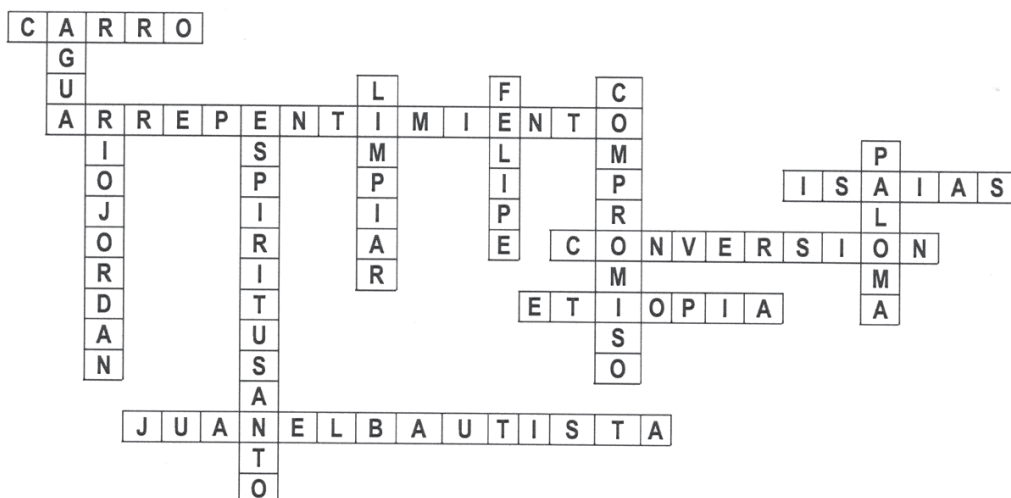 CARRO
AGUA
LIMPIAR
FELIPE
COMPROMISO
ARREPENTIMIENTO
RIOJORDAN
ESPIRITUSANTO
PALOMA
ISAIAS
CONVERSION
ETIOPIA
JUANELBAUTISTA